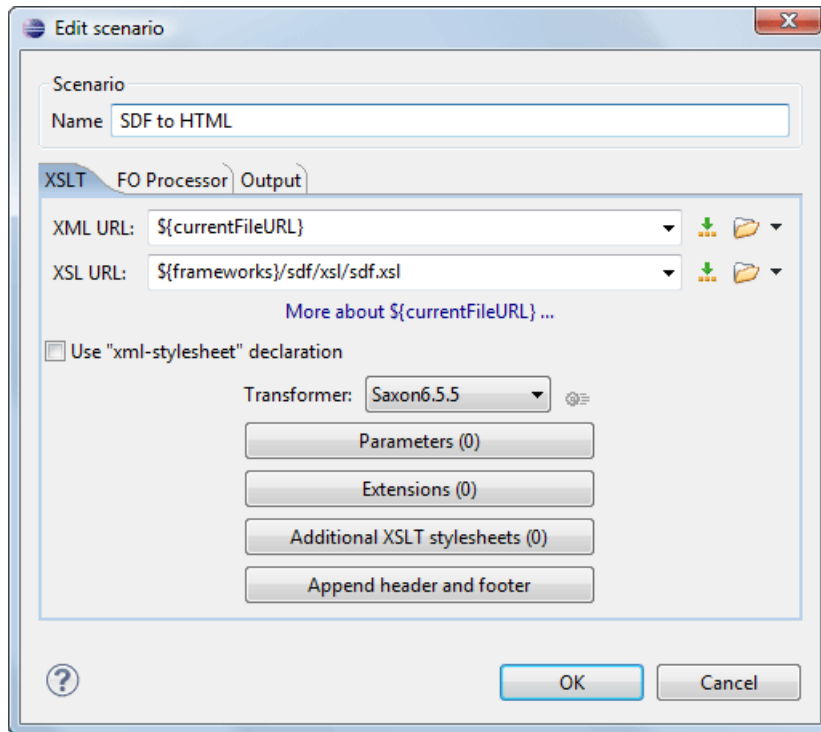 Edit scenario
Scenario
Name SDF to HTML
XSLT FO Processor Output
XML URL: ${currentFileURL}
XSL URL: ${frameworks}/sdf/xsl/sdf.xsl
More about ${currentFileURL} ...
Use "xml-stylesheet" declaration
Transformer: Saxon6.5.5
Parameters (0)
Extensions (0)
Additional XSLT stylesheets (0)
Append header and footer
? OK Cancel